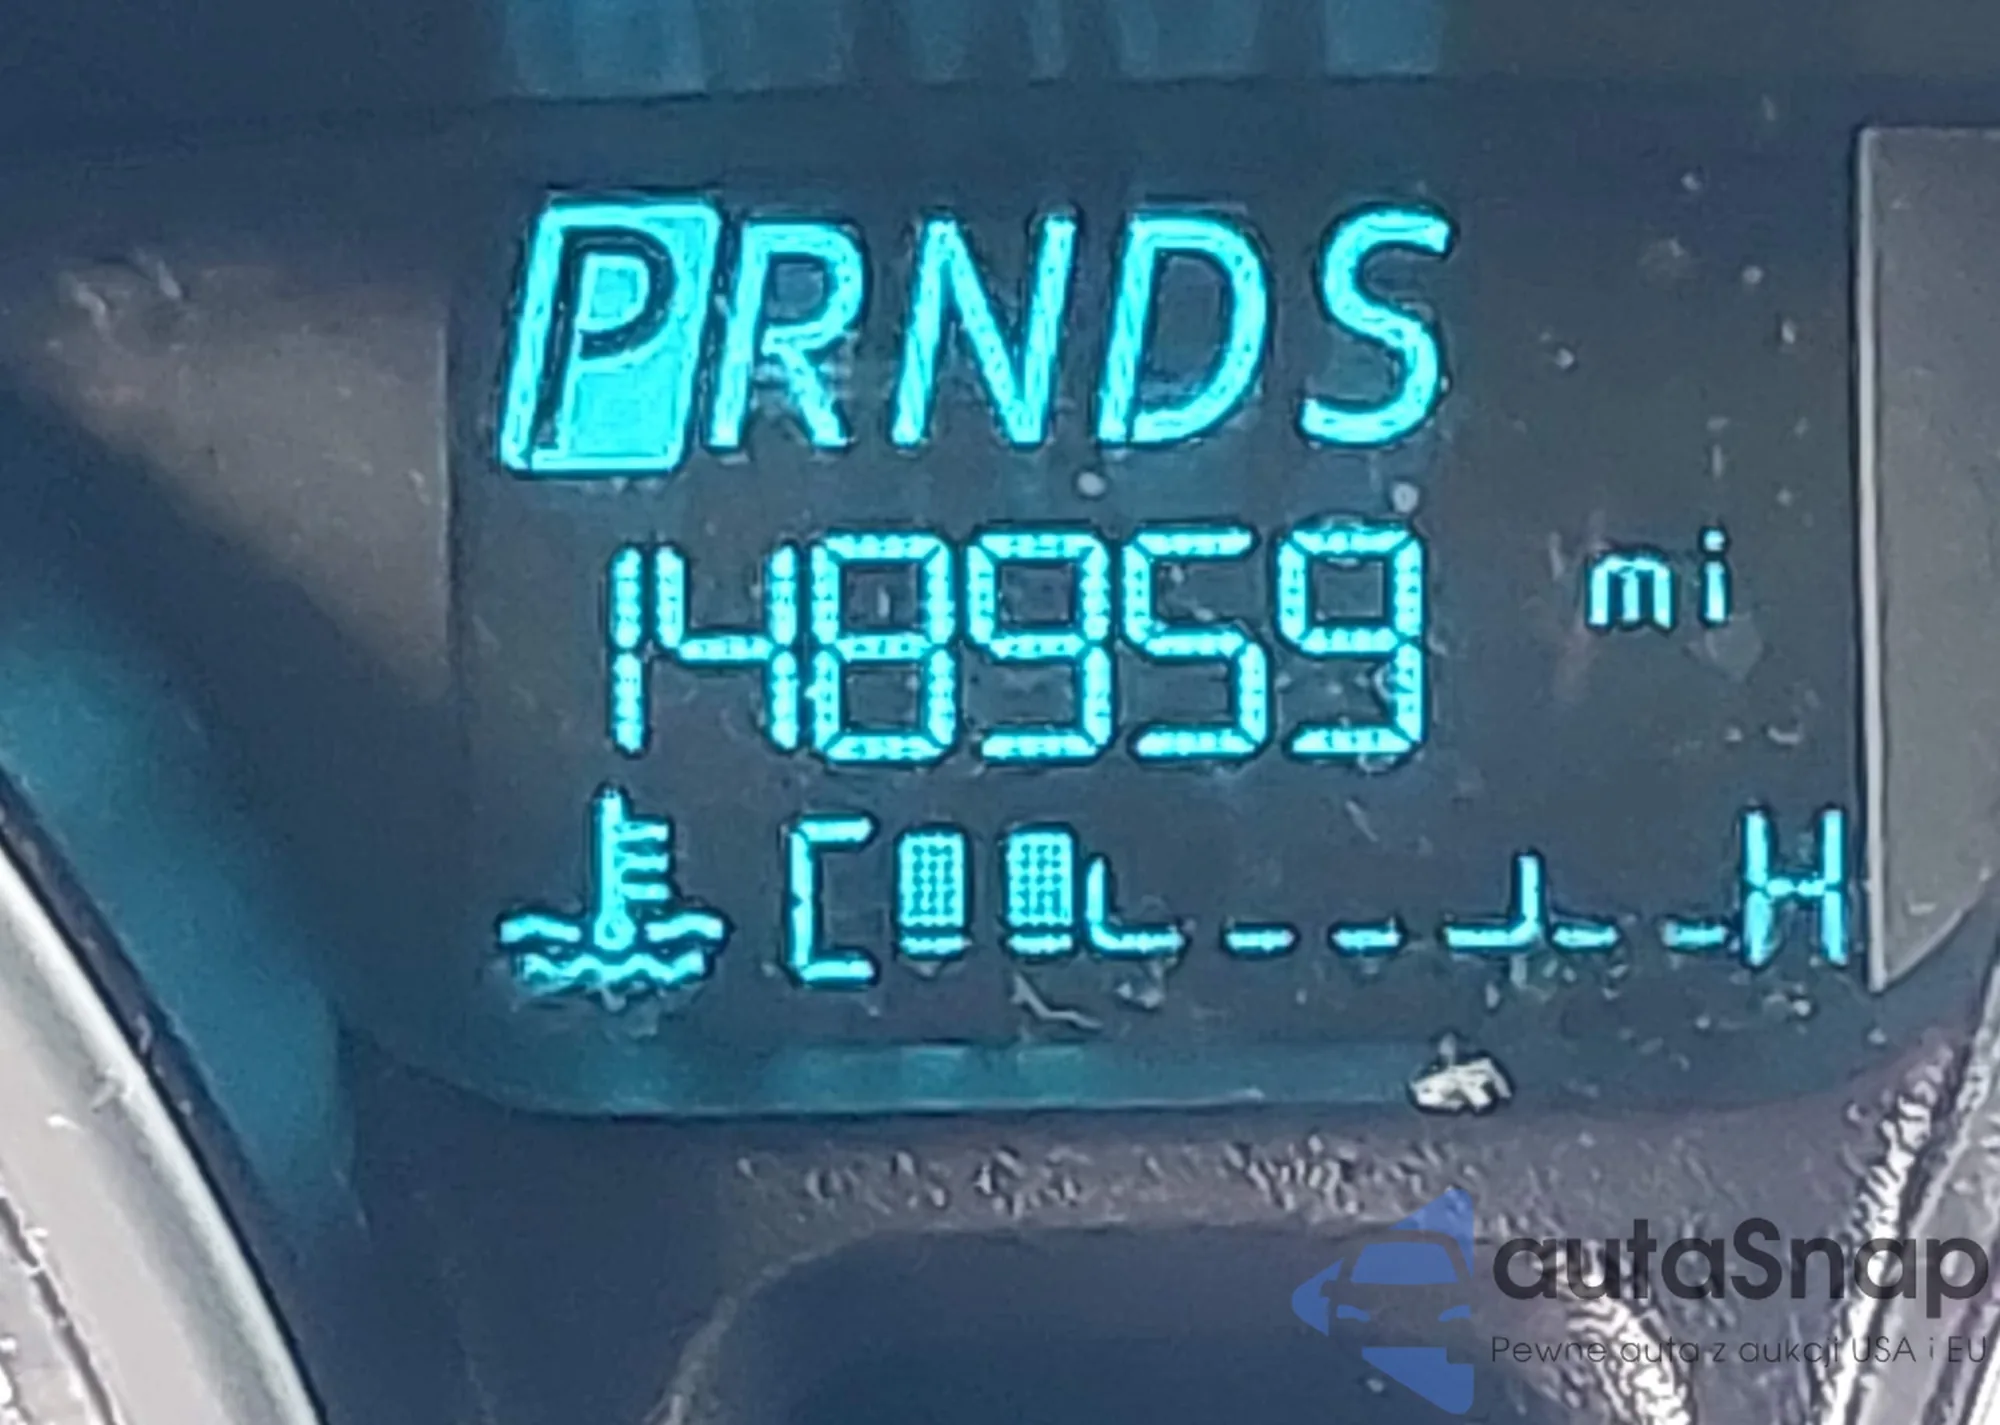 PRNDS
148959 mi
C H
autaSnap
Pewne auta z aukcji USA i EU